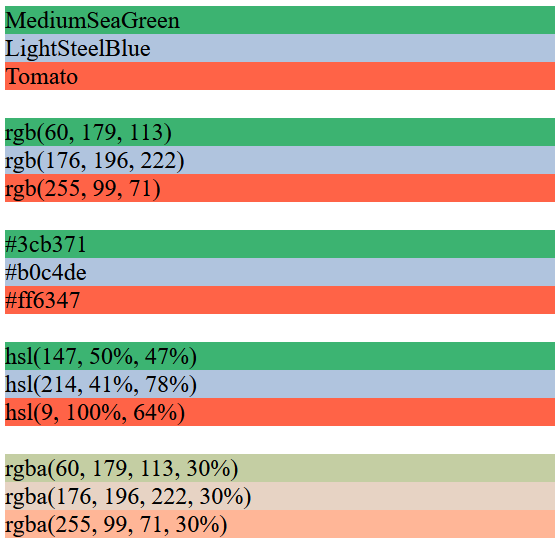 MediumSeaGreen
LightSteelBlue
Tomato
rgb(60, 179, 113)
rgb(176, 196, 222)
rgb(255, 99, 71)
#3cb371
#b0c4de
#ff6347
hsl(147, 50%, 47%)
hsl(214, 41%, 78%)
hsl(9, 100%, 64%)
rgba(60, 179, 113, 30%)
rgba(176, 196, 222, 30%)
rgba(255, 99, 71, 30%)